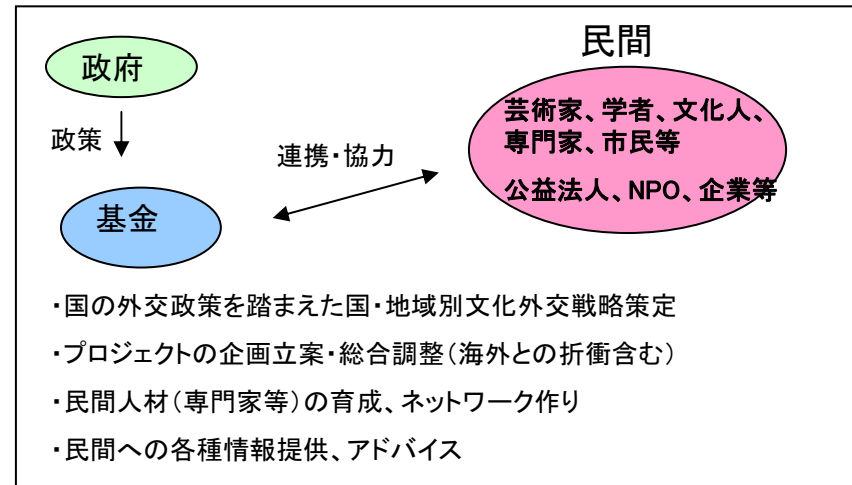 民間
政府
芸術家、学者、文化人、
専門家、市民等
政策
連携・協力
公益法人、NPO、企業等
基金
・国の外交政策を踏まえた国・地域別文化外交戦略策定
・プロジェクトの企画立案・総合調整（海外との折衝含む）
・民間人材（専門家等）の育成、ネットワーク作り
・民間への各種情報提供、アドバイス